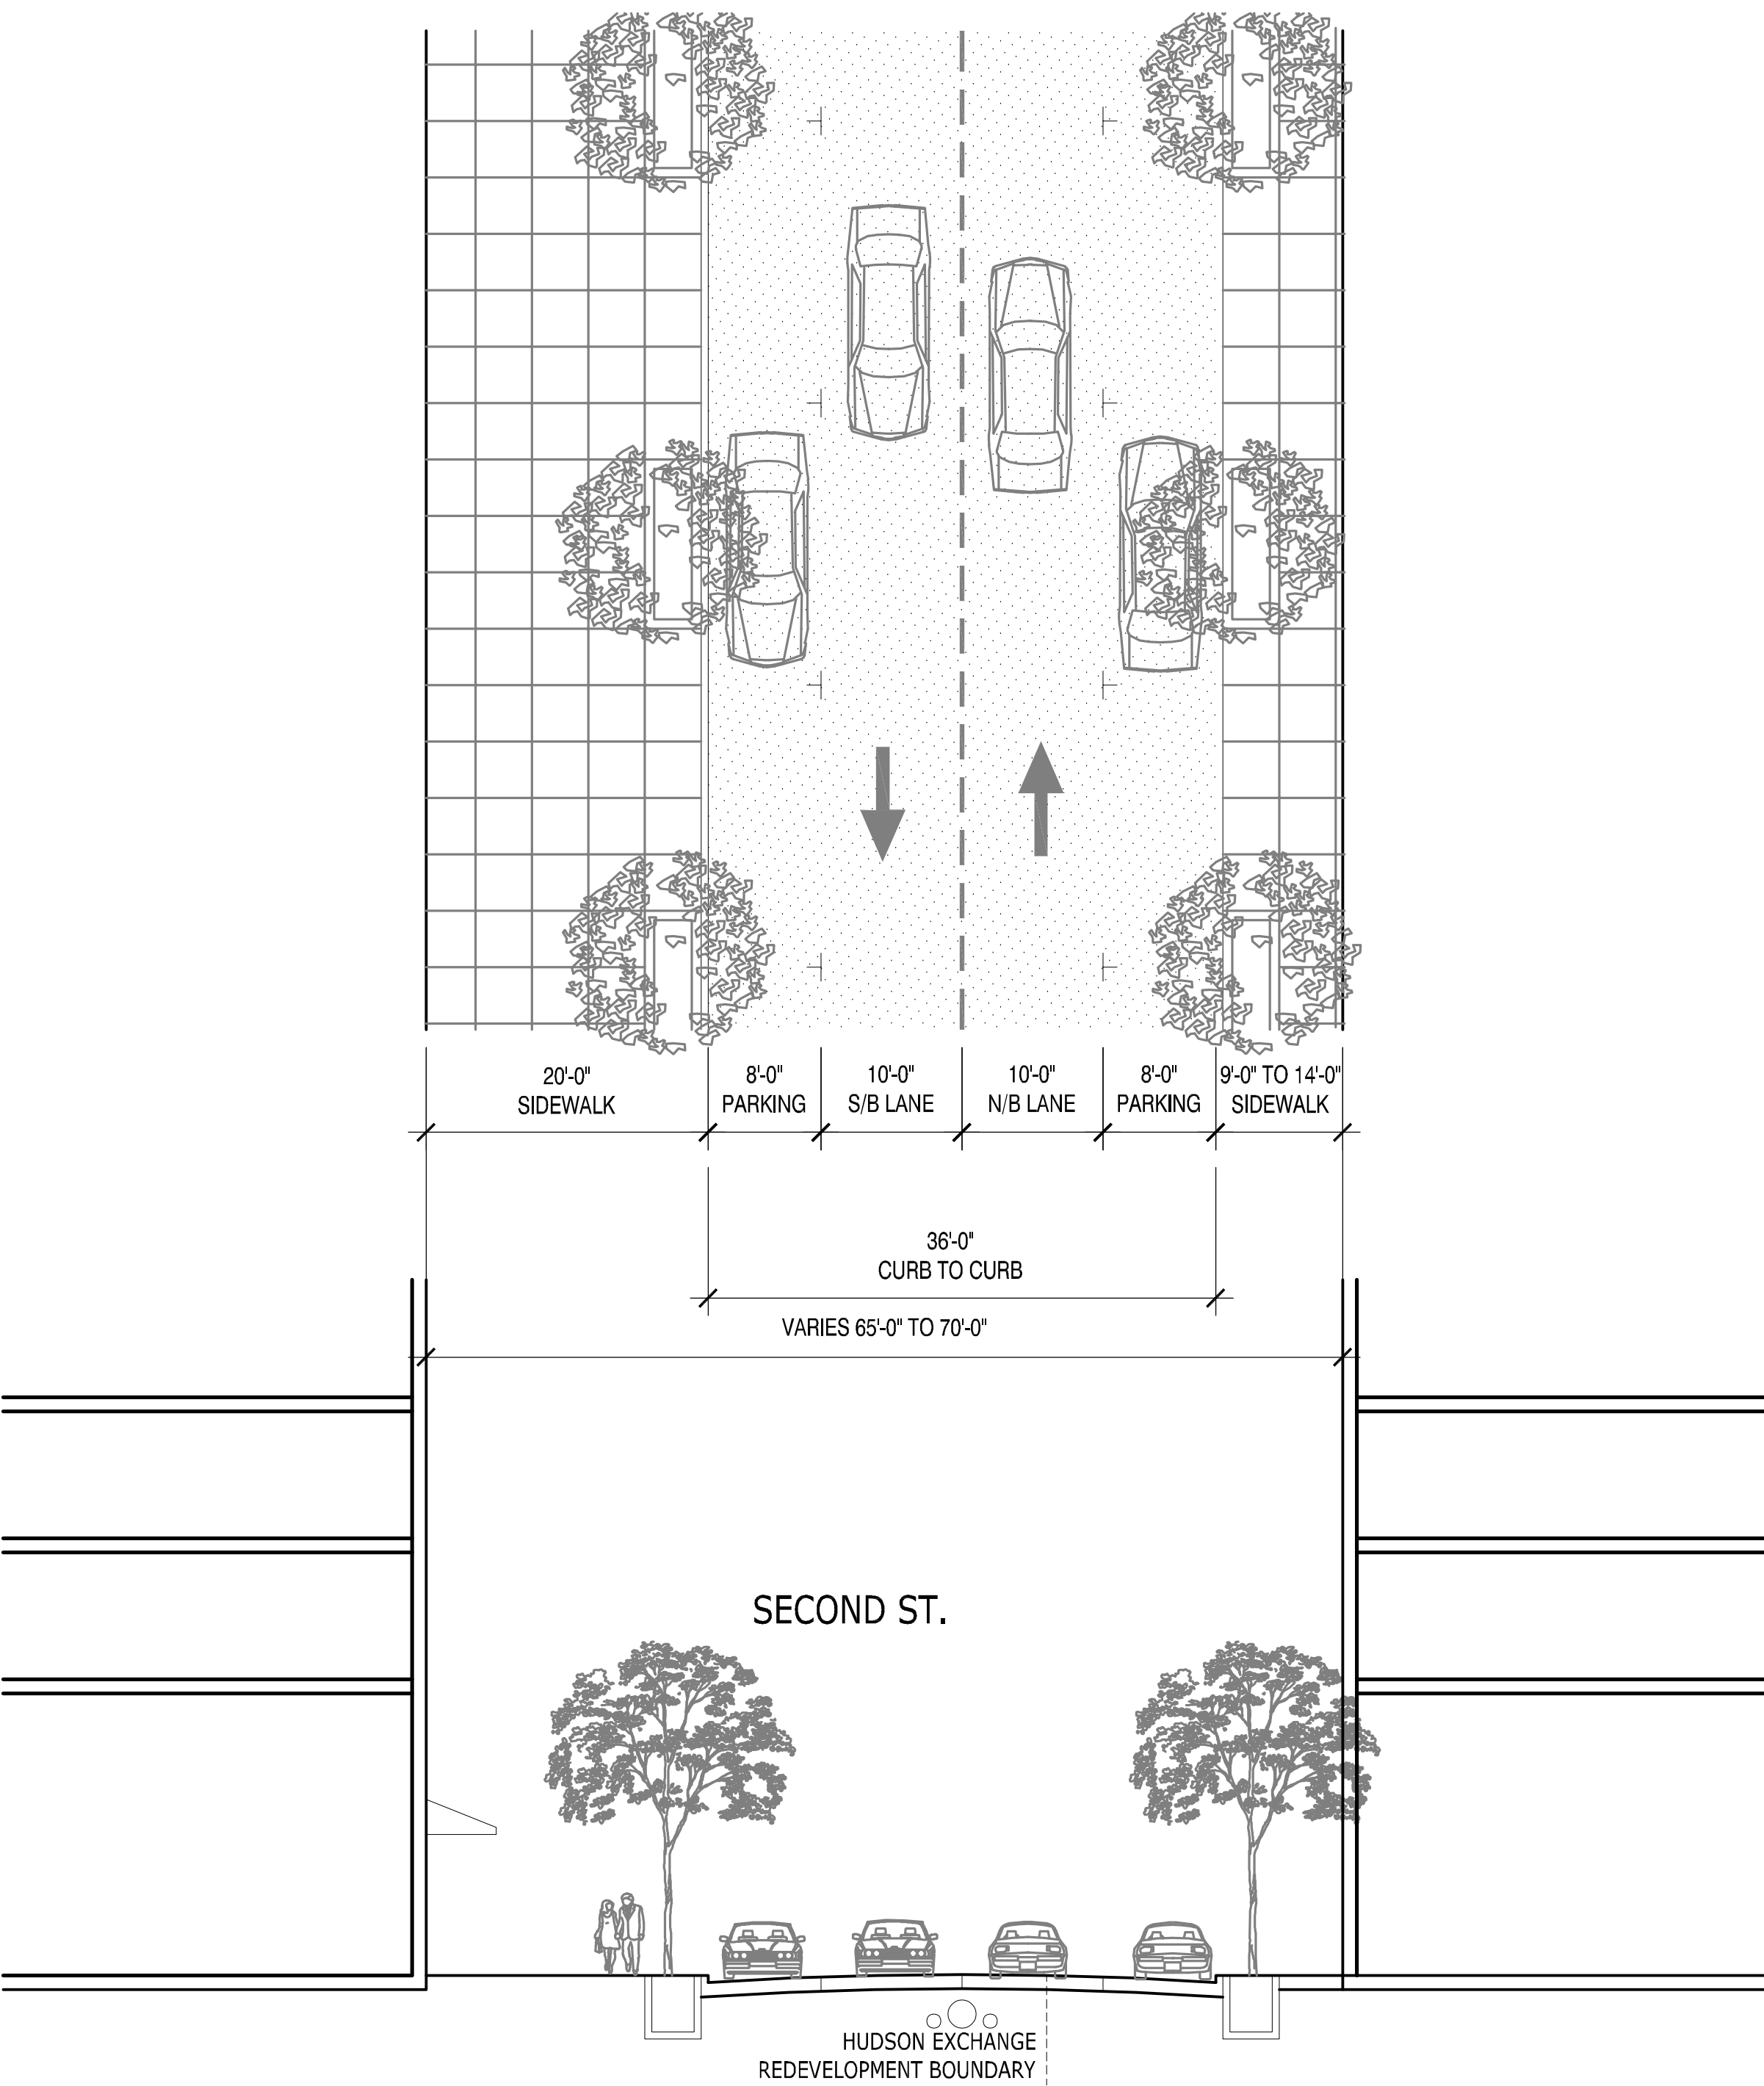 20'-0"
SIDEWALK
8'-0"
PARKING
10'-0"
S/B LANE
10'-0"
N/B LANE
8'-0"
PARKING
9'-0" TO 14'-0"
SIDEWALK
36'-0"
CURB TO CURB
VARIES 65'-0" TO 70'-0"
SECOND ST.
HUDSON EXCHANGE
REDEVELOPMENT BOUNDARY